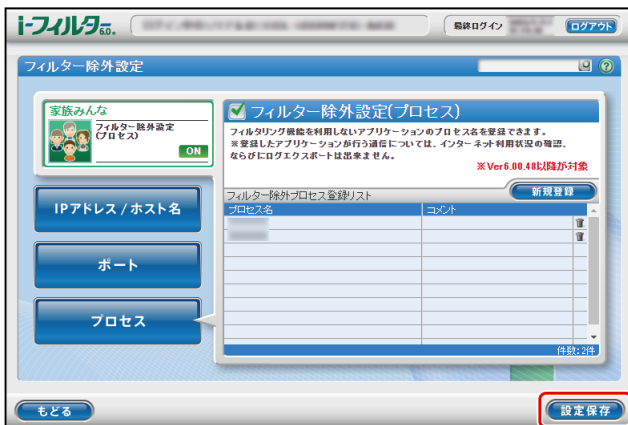 i-フィルター6.0.
最終ログイン
ログアウト
フィルター除外設定
家族みんな
フィルター除外設定
(プロセス)
ON
IPアドレス / ホスト名
ポート
プロセス
フィルター除外設定(プロセス)
フィルタリング機能を利用しないアプリケーションのプロセス名を登録できます。
※登録したアプリケーションが行う通信については、インターネット利用状況の確認、
ならびにログエクスポートは出来ません。
※Ver6.00.40以降が対象
フィルター除外プロセス登録リスト
新規登録
プロセス名 コメント
件数:2件
もどる
設定保存